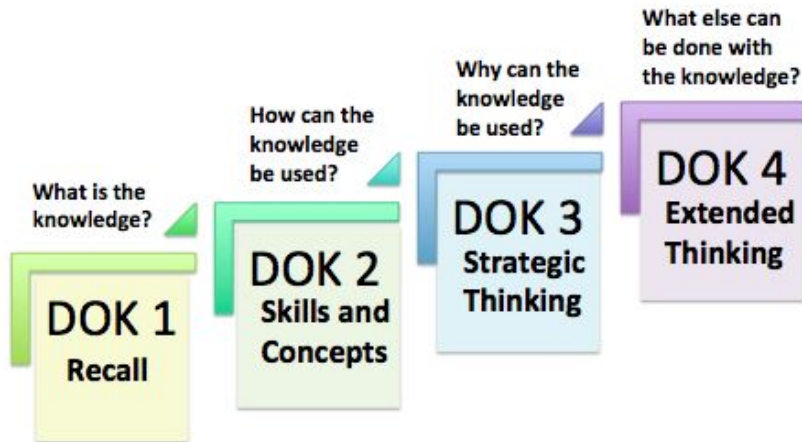 What is the
knowledge?
DOK 1
Recall
How can the
knowledge
be used?
DOK 2
Skills and
Concepts
Why can the
knowledge
be used?
DOK 3
Strategic
Thinking
What else can
be done with
the knowledge?
DOK 4
Extended
Thinking